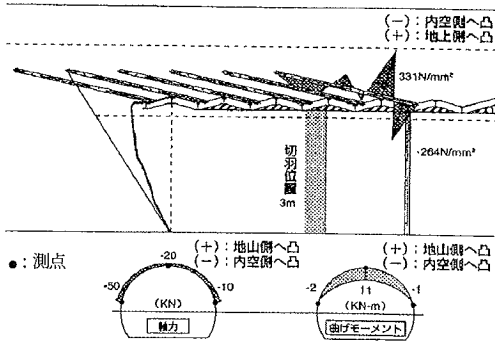 (−) : 内空側へ凸
(+) : 地上側へ凸
331N/mm²
切羽位置
3m
-264N/mm²
● : 測点
(+) : 地山側へ凸
(−) : 内空側へ凸
-20
-50
-10
(KN)
軸力
(+) : 地山側へ凸
(−) : 内空側へ凸
-2
11
-1
(KN-m)
曲げモーメント